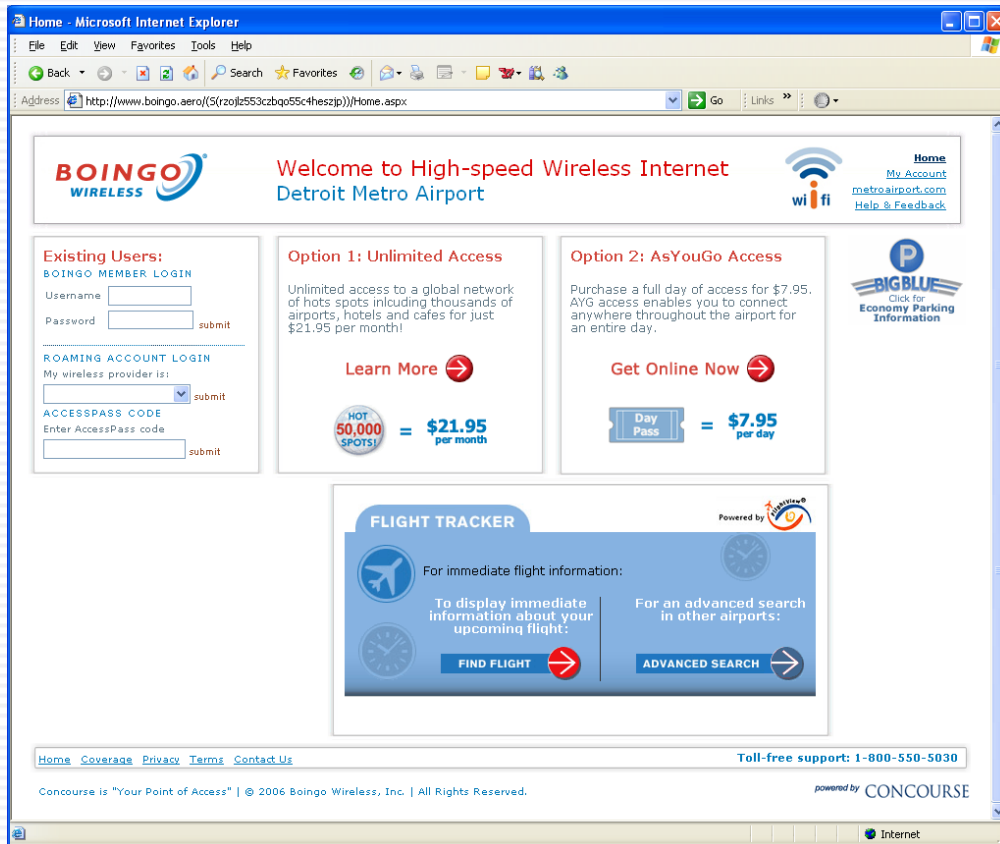 Home - Microsoft Internet Explorer
File Edit View Favorites Tools Help
Back Search Favorites
Address http://www.boingo.aero/(S(rzojlz553czbqo55c4heszjp))/Home.aspx Go Links »
BOINGO®
WIRELESS
Welcome to High-speed Wireless Internet
Detroit Metro Airport
wi fi
Home
My Account
metroairport.com
Help & Feedback
Existing Users:
BOINGO MEMBER LOGIN
Username
Password submit
ROAMING ACCOUNT LOGIN
My wireless provider is:
submit
ACCESSPASS CODE
Enter AccessPass code
submit
Option 1: Unlimited Access
Unlimited access to a global network
of hots spots inlcuding thousands of
airports, hotels and cafes for just
$21.95 per month!
Learn More
HOT
50,000
SPOTS!
= $21.95
per month
Option 2: AsYouGo Access
Purchase a full day of access for $7.95.
AYG access enables you to connect
anywhere throughout the airport for
an entire day.
Get Online Now
Day
Pass
= $7.95
per day
P
BIGBLUE
Click for
Economy Parking
Information
FLIGHT TRACKER
Powered by FlightView®
For immediate flight information:
To display immediate
information about your
upcoming flight:
FIND FLIGHT
For an advanced search
in other airports:
ADVANCED SEARCH
Home Coverage Privacy Terms Contact Us
Toll-free support: 1-800-550-5030
Concourse is "Your Point of Access" | © 2006 Boingo Wireless, Inc. | All Rights Reserved.
powered by CONCOURSE
Internet